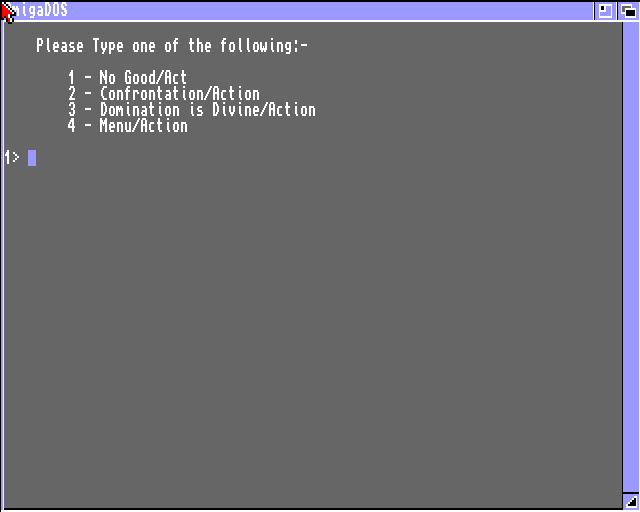 migaDOS
Please Type one of the following:-
1 - No Good/Act
2 - Confrontation/Action
3 - Domination is Divine/Action
4 - Menu/Action
1>